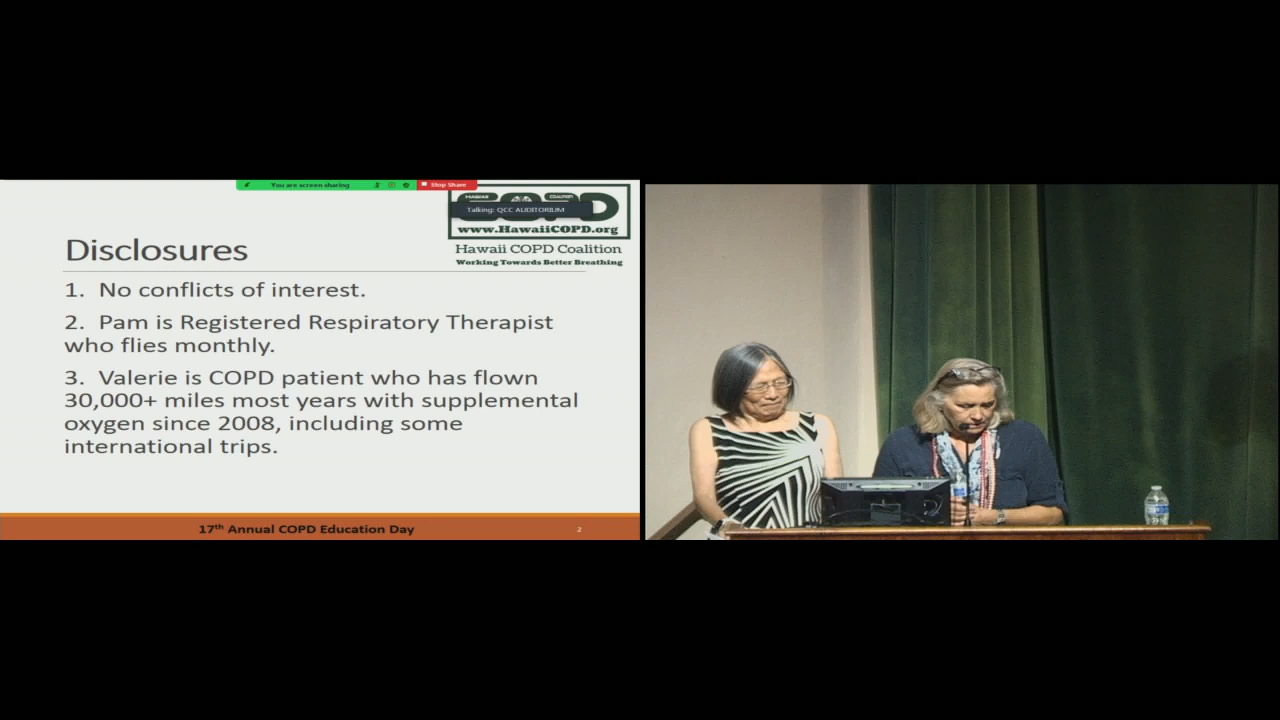 You are screen sharing
Stop Share
HAWAII
COALITION
Talking: QCC AUDITORIUM
www.HawaiiCOPD.org
Hawaii COPD Coalition
Working Towards Better Breathing
Disclosures
1. No conflicts of interest.
2. Pam is Registered Respiratory Therapist
who flies monthly.
3. Valerie is COPD patient who has flown
30,000+ miles most years with supplemental
oxygen since 2008, including some
international trips.
17th Annual COPD Education Day
2